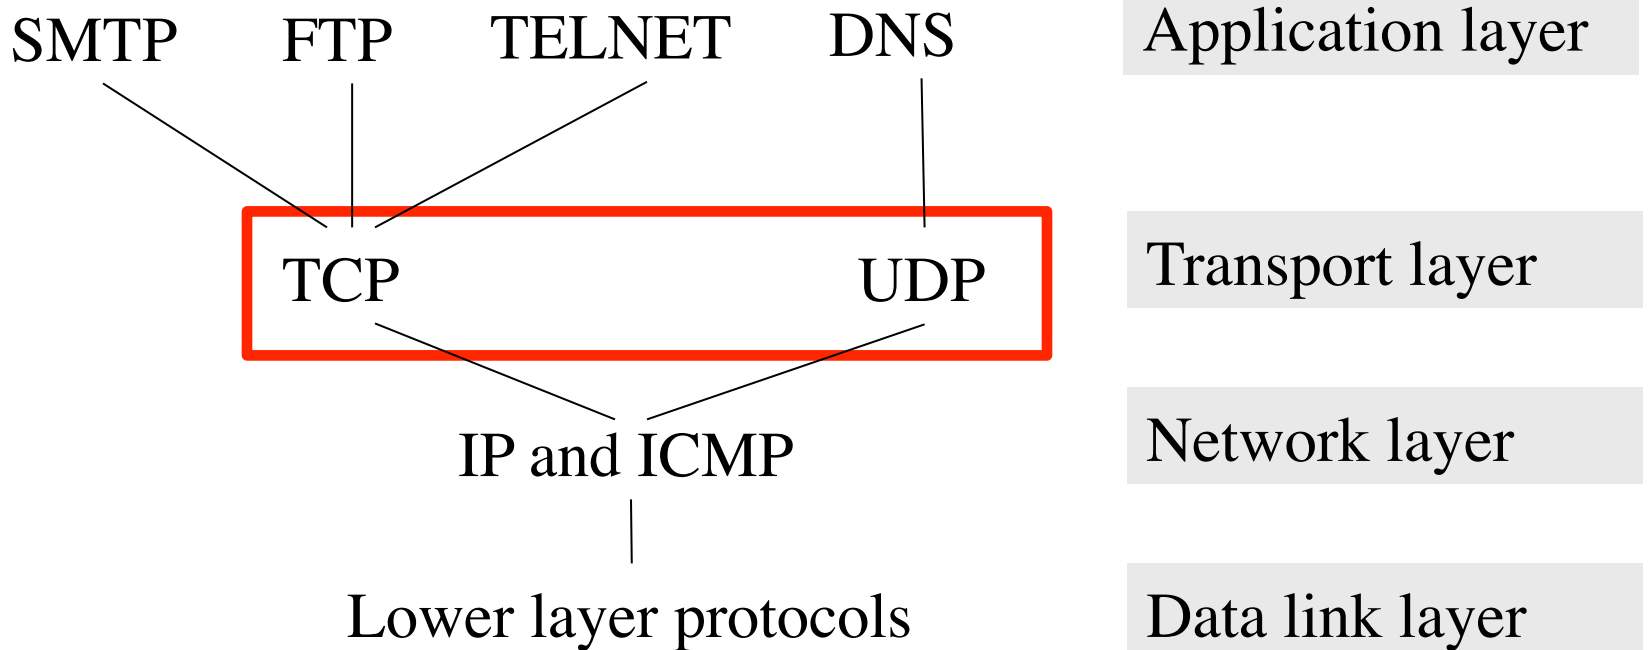 SMTP FTP TELNET DNS Application layer
TCP UDP Transport layer
IP and ICMP Network layer
Lower layer protocols Data link layer